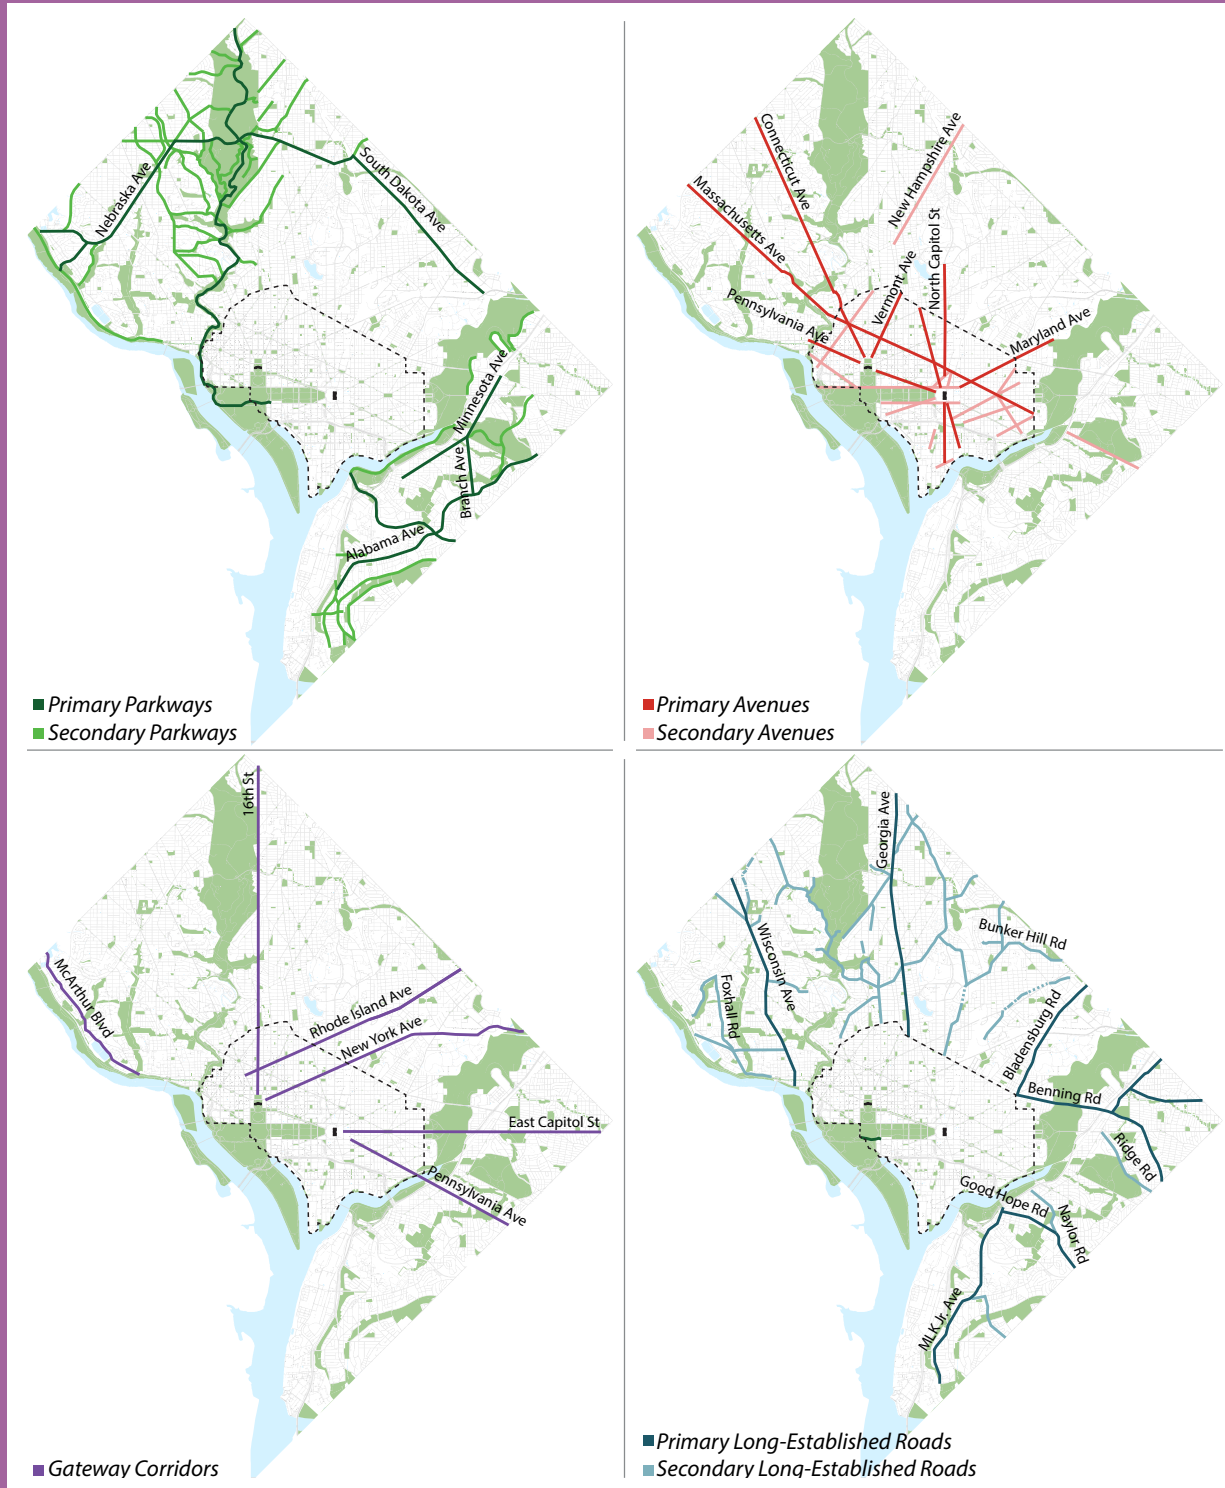 Nebraska Ave
South Dakota Ave
Minnesota Ave
Branch Ave
Alabama Ave
Primary Parkways
Secondary Parkways
Connecticut Ave
New Hampshire Ave
Massachusetts Ave
North Capitol St
Vermont Ave
Pennsylvania Ave
Maryland Ave
Primary Avenues
Secondary Avenues
16th St
McArthur Blvd
Rhode Island Ave
New York Ave
East Capitol St
Pennsylvania Ave
Gateway Corridors
Georgia Ave
Wisconsin Ave
Bunker Hill Rd
Foxhall Rd
Bladensburg Rd
Benning Rd
Ridge Rd
Good Hope Rd
Naylor Rd
MLK Jr. Ave
Primary Long-Established Roads
Secondary Long-Established Roads